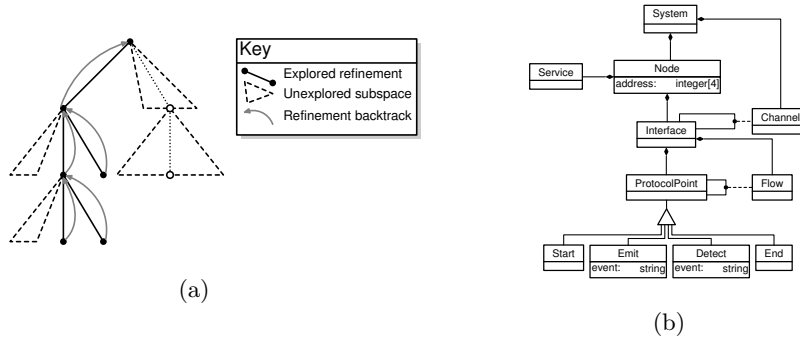 Key
Explored refinement
Unexplored subspace
Refinement backtrack
(a)
System
Service
Node
address: integer[4]
Channel
Interface
ProtocolPoint
Flow
Start
Emit
event: string
Detect
event: string
End
(b)